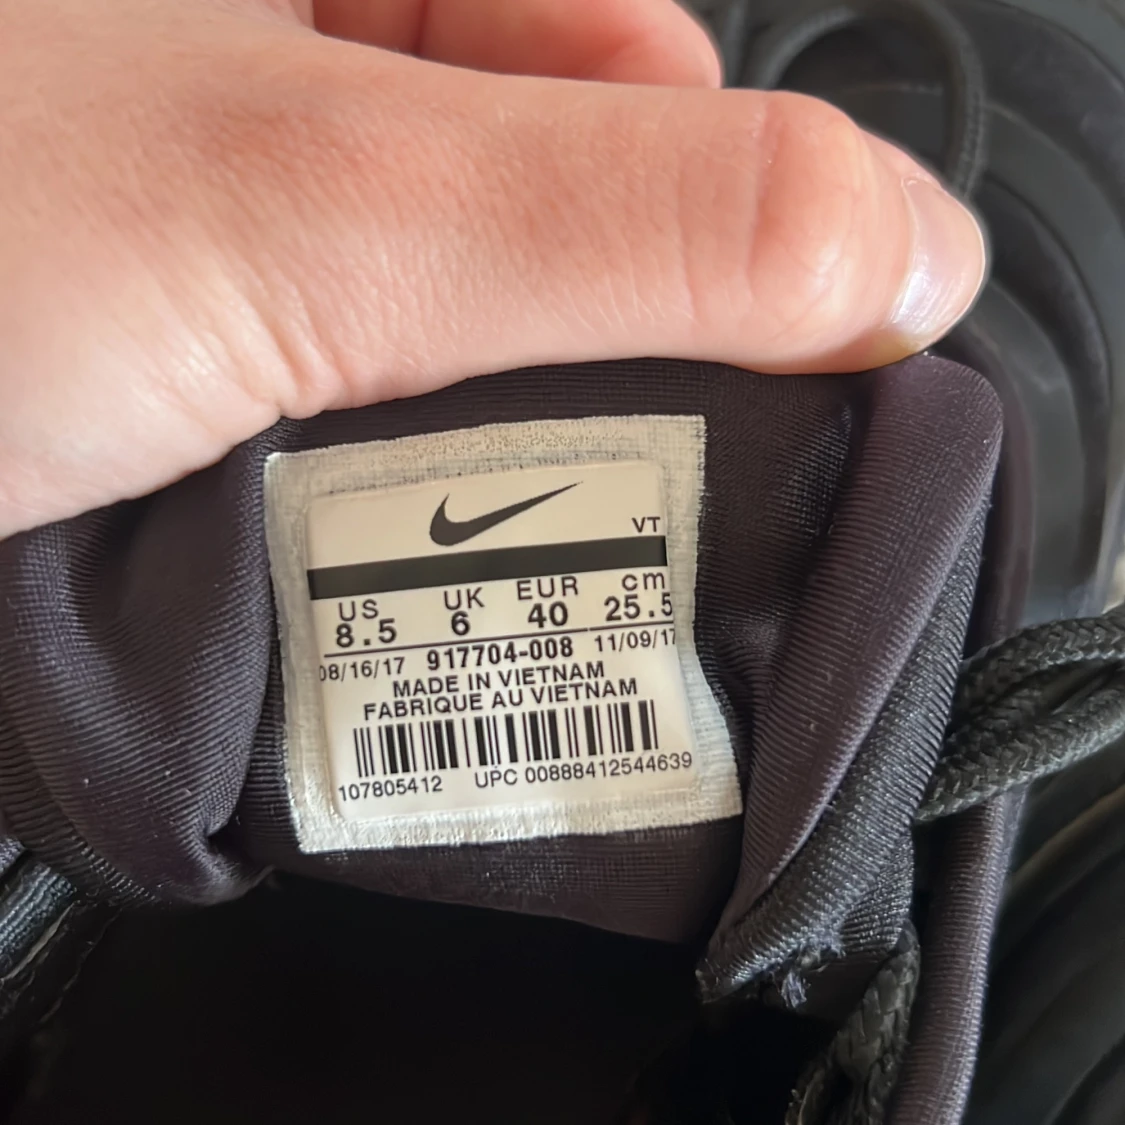 VT
US UK EUR cm
8.5 6 40 25.5
08/16/17 917704-008 11/09/17
MADE IN VIETNAM
FABRIQUE AU VIETNAM
107805412 UPC 00888412544639